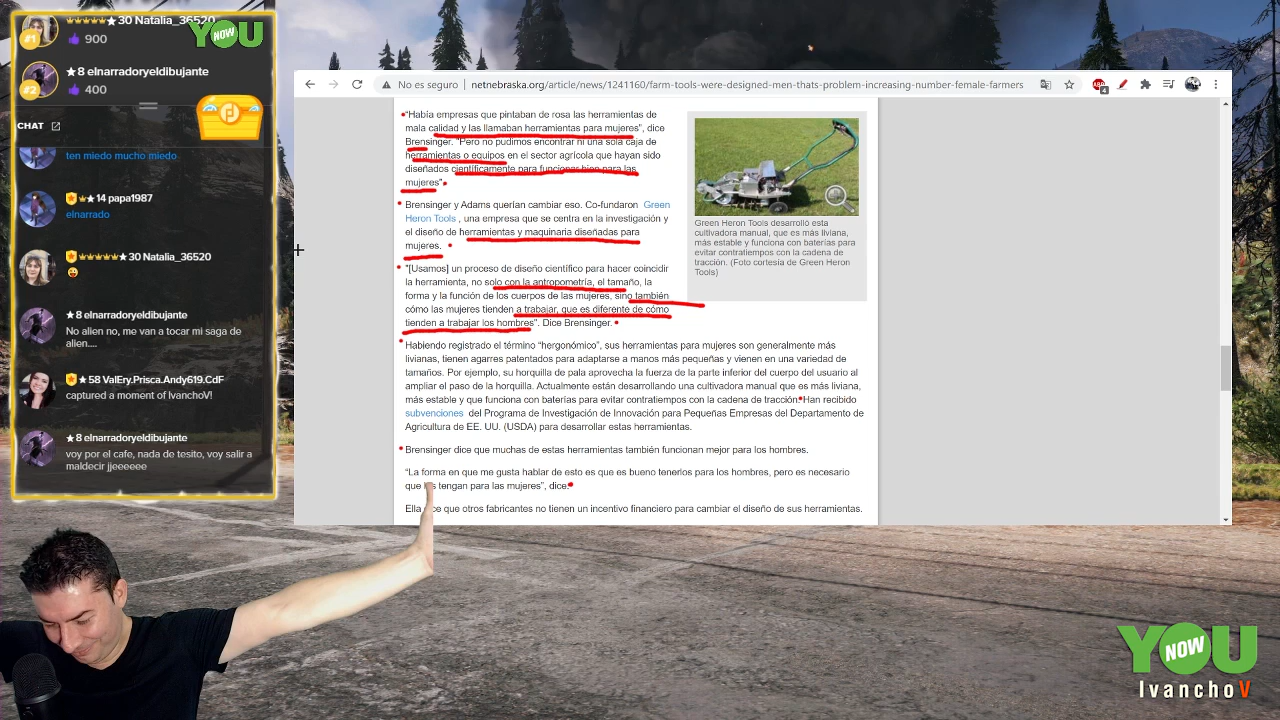 #1
30 Natalia_36520
900
YOU
NOW
#2
8 elnarradoryeldibujante
400
CHAT
ten miedo mucho miedo
14 papa1987
elnarrado
30 Natalia_36520
8 elnarradoryeldibujante
No alien no, me van a tocar mi saga de
alien....
58 ValEry.Prisca.Andy619.CdF
captured a moment of IvanchoV!
8 elnarradoryeldibujante
voy por el cafe, nada de tesito, voy salir a
maldecir jjeeeeee
No es seguro
netnebraska.org/article/news/1241160/farm-tools-were-designed-men-thats-problem-increasing-number-female-farmers
4
"Había empresas que pintaban de rosa las herramientas de
mala calidad y las llamaban herramientas para mujeres", dice
Brensinger. "Pero no pudimos encontrar ni una sola caja de
herramientas o equipos en el sector agrícola que hayan sido
diseñados científicamente para funcionar bien para las
mujeres".
Brensinger y Adams querían cambiar eso. Co-fundaron Green
Heron Tools , una empresa que se centra en la investigación y
el diseño de herramientas y maquinaria diseñadas para
mujeres.
"[Usamos] un proceso de diseño científico para hacer coincidir
la herramienta, no solo con la antropometría, el tamaño, la
forma y la función de los cuerpos de las mujeres, sino también
cómo las mujeres tienden a trabajar, que es diferente de cómo
tienden a trabajar los hombres". Dice Brensinger.
Green Heron Tools desarrolló esta
cultivadora manual, que es más liviana,
más estable y funciona con baterías para
evitar contratiempos con la cadena de
tracción. (Foto cortesía de Green Heron
Tools)
Habiendo registrado el término “hergonómico”, sus herramientas para mujeres son generalmente más
livianas, tienen agarres patentados para adaptarse a manos más pequeñas y vienen en una variedad de
tamaños. Por ejemplo, su horquilla de pala aprovecha la fuerza de la parte inferior del cuerpo del usuario al
ampliar el paso de la horquilla. Actualmente están desarrollando una cultivadora manual que es más liviana,
más estable y que funciona con baterías para evitar contratiempos con la cadena de tracción. Han recibido
subvenciones del Programa de Investigación de Innovación para Pequeñas Empresas del Departamento de
Agricultura de EE. UU. (USDA) para desarrollar estas herramientas.
Brensinger dice que muchas de estas herramientas también funcionan mejor para los hombres.
“La forma en que me gusta hablar de esto es que es bueno tenerlos para los hombres, pero es necesario
que los tengan para las mujeres”, dice.
Ella dice que otros fabricantes no tienen un incentivo financiero para cambiar el diseño de sus herramientas.
YOU
NOW
IvanchoV